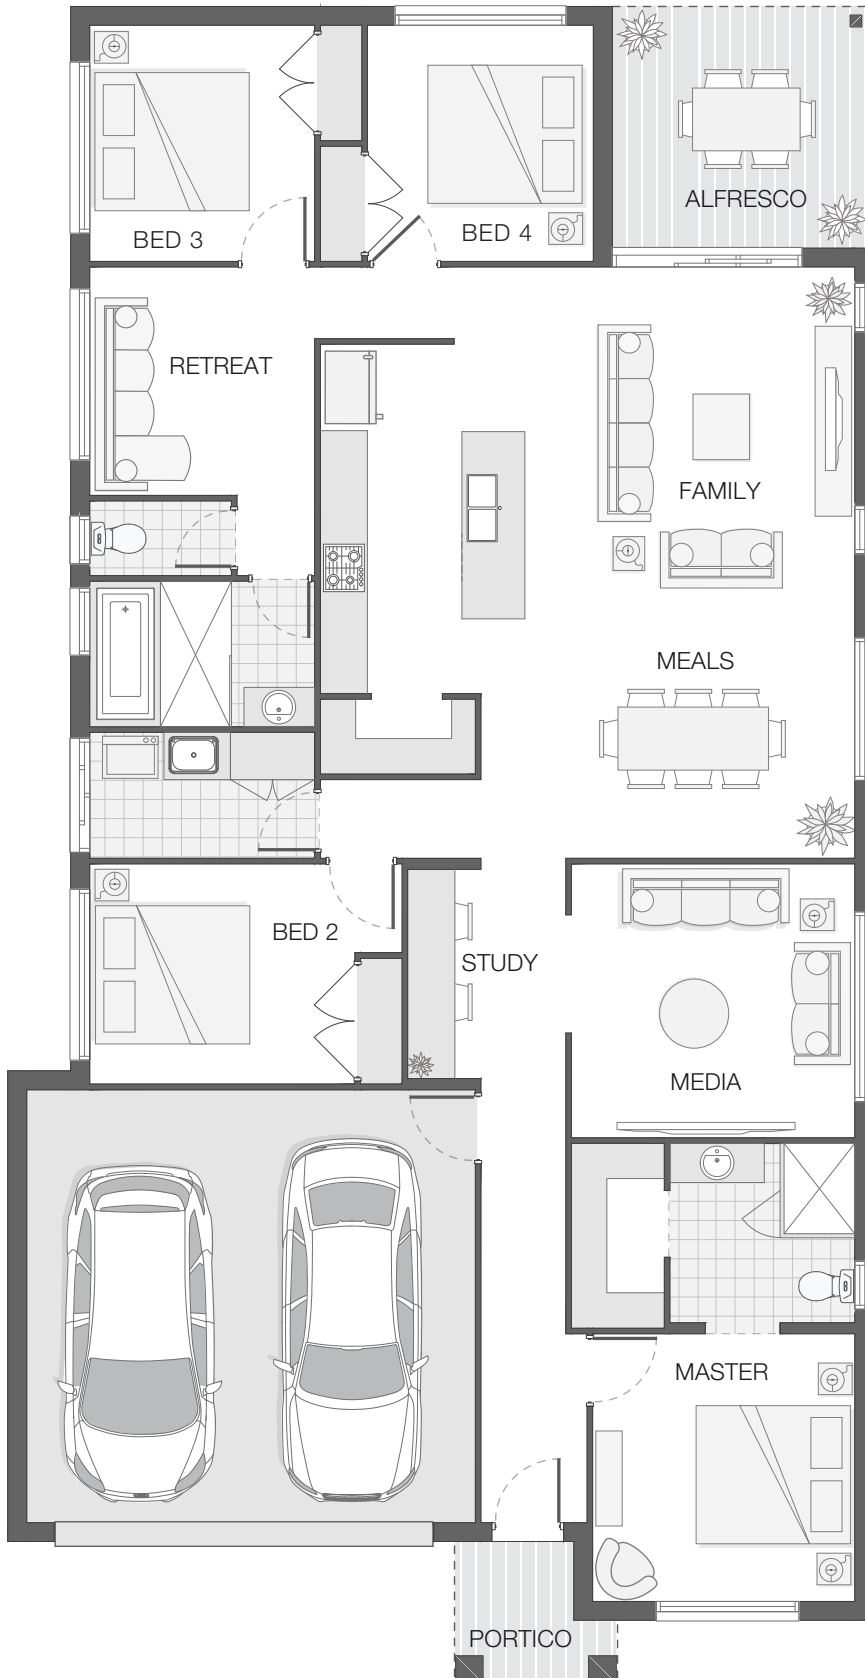 ALFRESCO
BED 3
BED 4
RETREAT
FAMILY
MEALS
BED 2
STUDY
MEDIA
MASTER
PORTICO